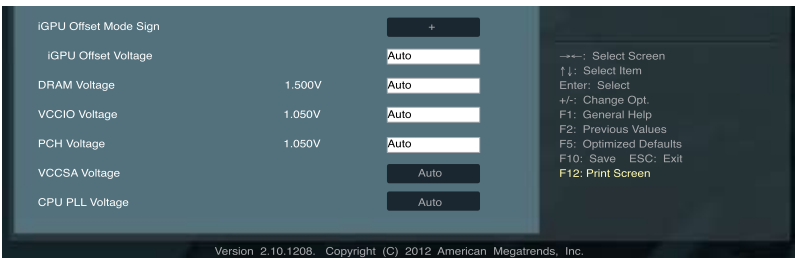 iGPU Offset Mode Sign +
iGPU Offset Voltage Auto
DRAM Voltage 1.500V Auto
VCCIO Voltage 1.050V Auto
PCH Voltage 1.050V Auto
VCCSA Voltage Auto
CPU PLL Voltage Auto
→←: Select Screen
↑↓: Select Item
Enter: Select
+/-: Change Opt.
F1: General Help
F2: Previous Values
F5: Optimized Defaults
F10: Save ESC: Exit
F12: Print Screen
Version 2.10.1208. Copyright (C) 2012 American Megatrends, Inc.